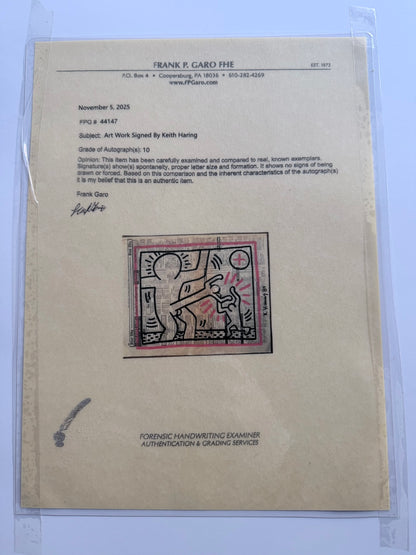 FRANK P. GARO FHE
EST. 1973
P.O. Box 4 • Coopersburg, PA 18036 • 610-282-4269
www.FPGaro.com
November 5, 2025
FPG # 44147
Subject: Art Work Signed By Keith Haring
Grade of Autograph(s): 10
Opinion: This item has been carefully examined and compared to real, known exemplars.
Signature(s) show(s) spontaneity, proper letter size and formation. It shows no signs of being
drawn or forced. Based on this comparison and the inherent characteristics of the autograph(s)
it is my belief that this is an authentic item.
Frank Garo
FORENSIC HANDWRITING EXAMINER
AUTHENTICATION & GRADING SERVICES